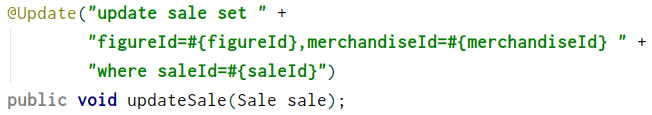 @Update("update sale set " +
"figureId=#{figureId},merchandiseId=#{merchandiseId} " +
"where saleId=#{saleId}")
public void updateSale(Sale sale);